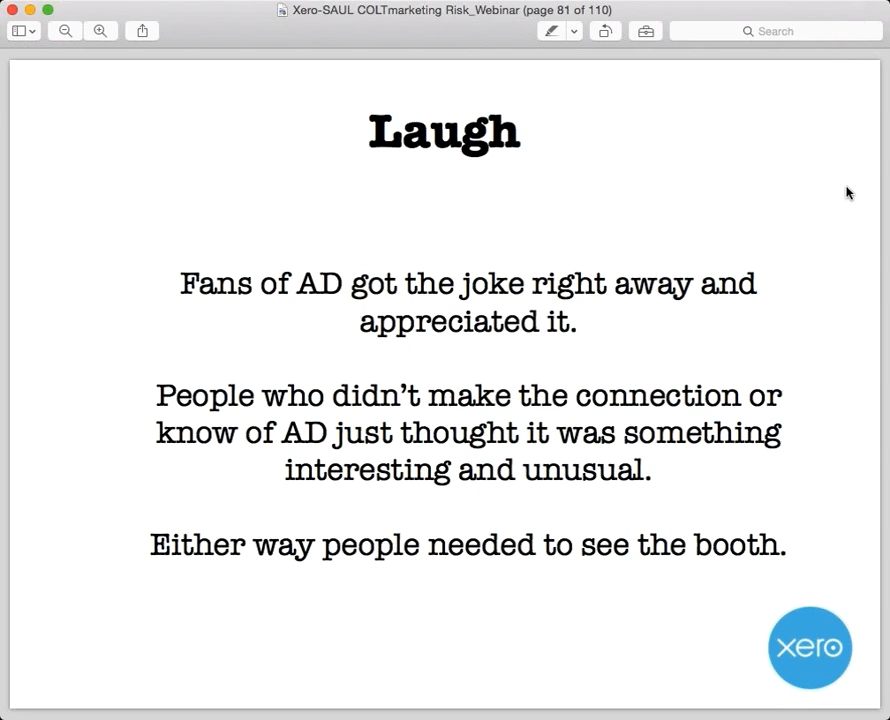 Xero-SAUL COLTmarketing Risk_Webinar (page 81 of 110)
Search
Laugh
Fans of AD got the joke right away and
appreciated it.
People who didn’t make the connection or
know of AD just thought it was something
interesting and unusual.
Either way people needed to see the booth.
xero